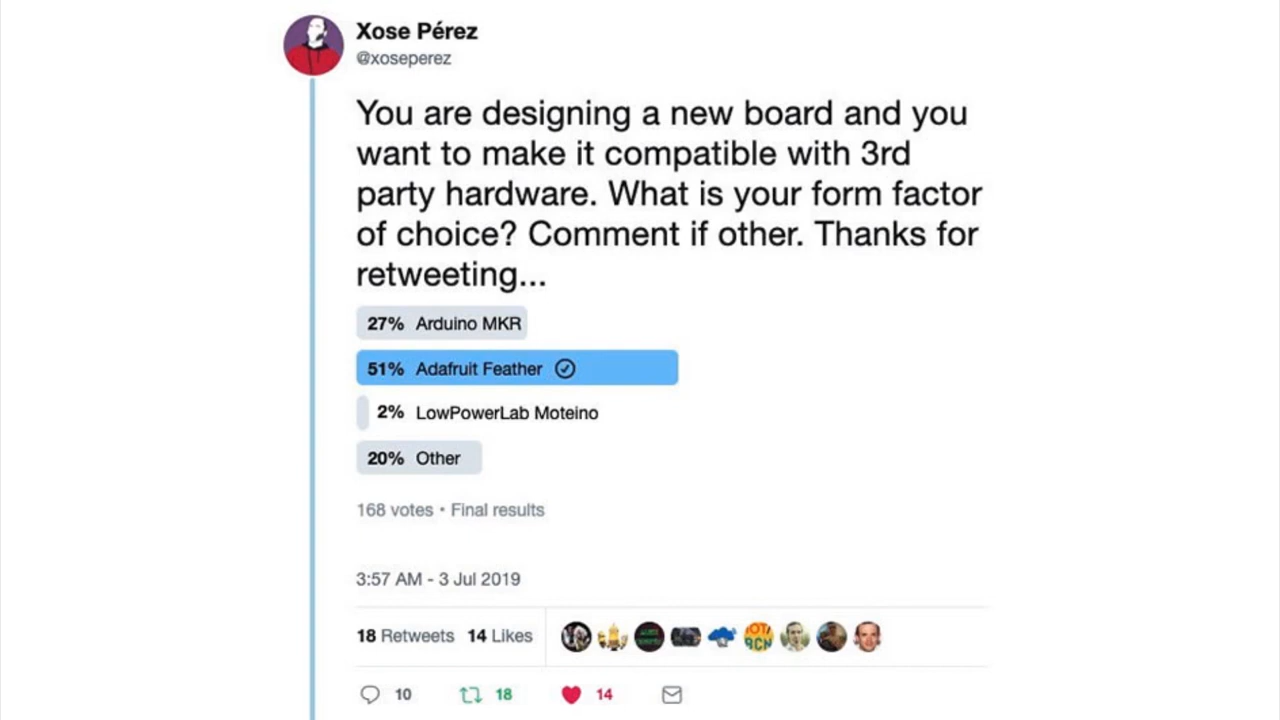 Xose Pérez
@xoseperez
You are designing a new board and you
want to make it compatible with 3rd
party hardware. What is your form factor
of choice? Comment if other. Thanks for
retweeting...
27% Arduino MKR
51% Adafruit Feather
2% LowPowerLab Moteino
20% Other
168 votes • Final results
3:57 AM - 3 Jul 2019
18 Retweets 14 Likes
10 18 14